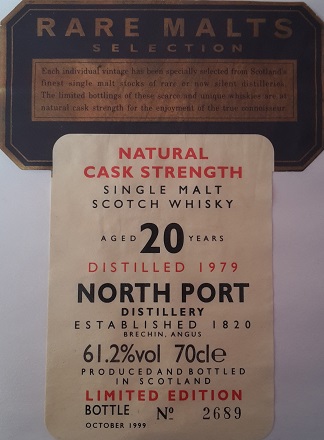 RARE MALTS
SELECTION
Each individual vintage has been specially selected from Scotland's
finest single malt stocks of rare or now silent distilleries.
The limited bottlings of these scarce and unique whiskies are at
natural cask strength for the enjoyment of the true connoisseur
NATURAL
CASK STRENGTH
SINGLE MALT
SCOTCH WHISKY
AGED 20 YEARS
DISTILLED 1979
NORTH PORT
DISTILLERY
ESTABLISHED 1820
BRECHIN, ANGUS
61.2%vol 70cle
PRODUCED AND BOTTLED
IN SCOTLAND
LIMITED EDITION
BOTTLE Nº 2689
OCTOBER 1999